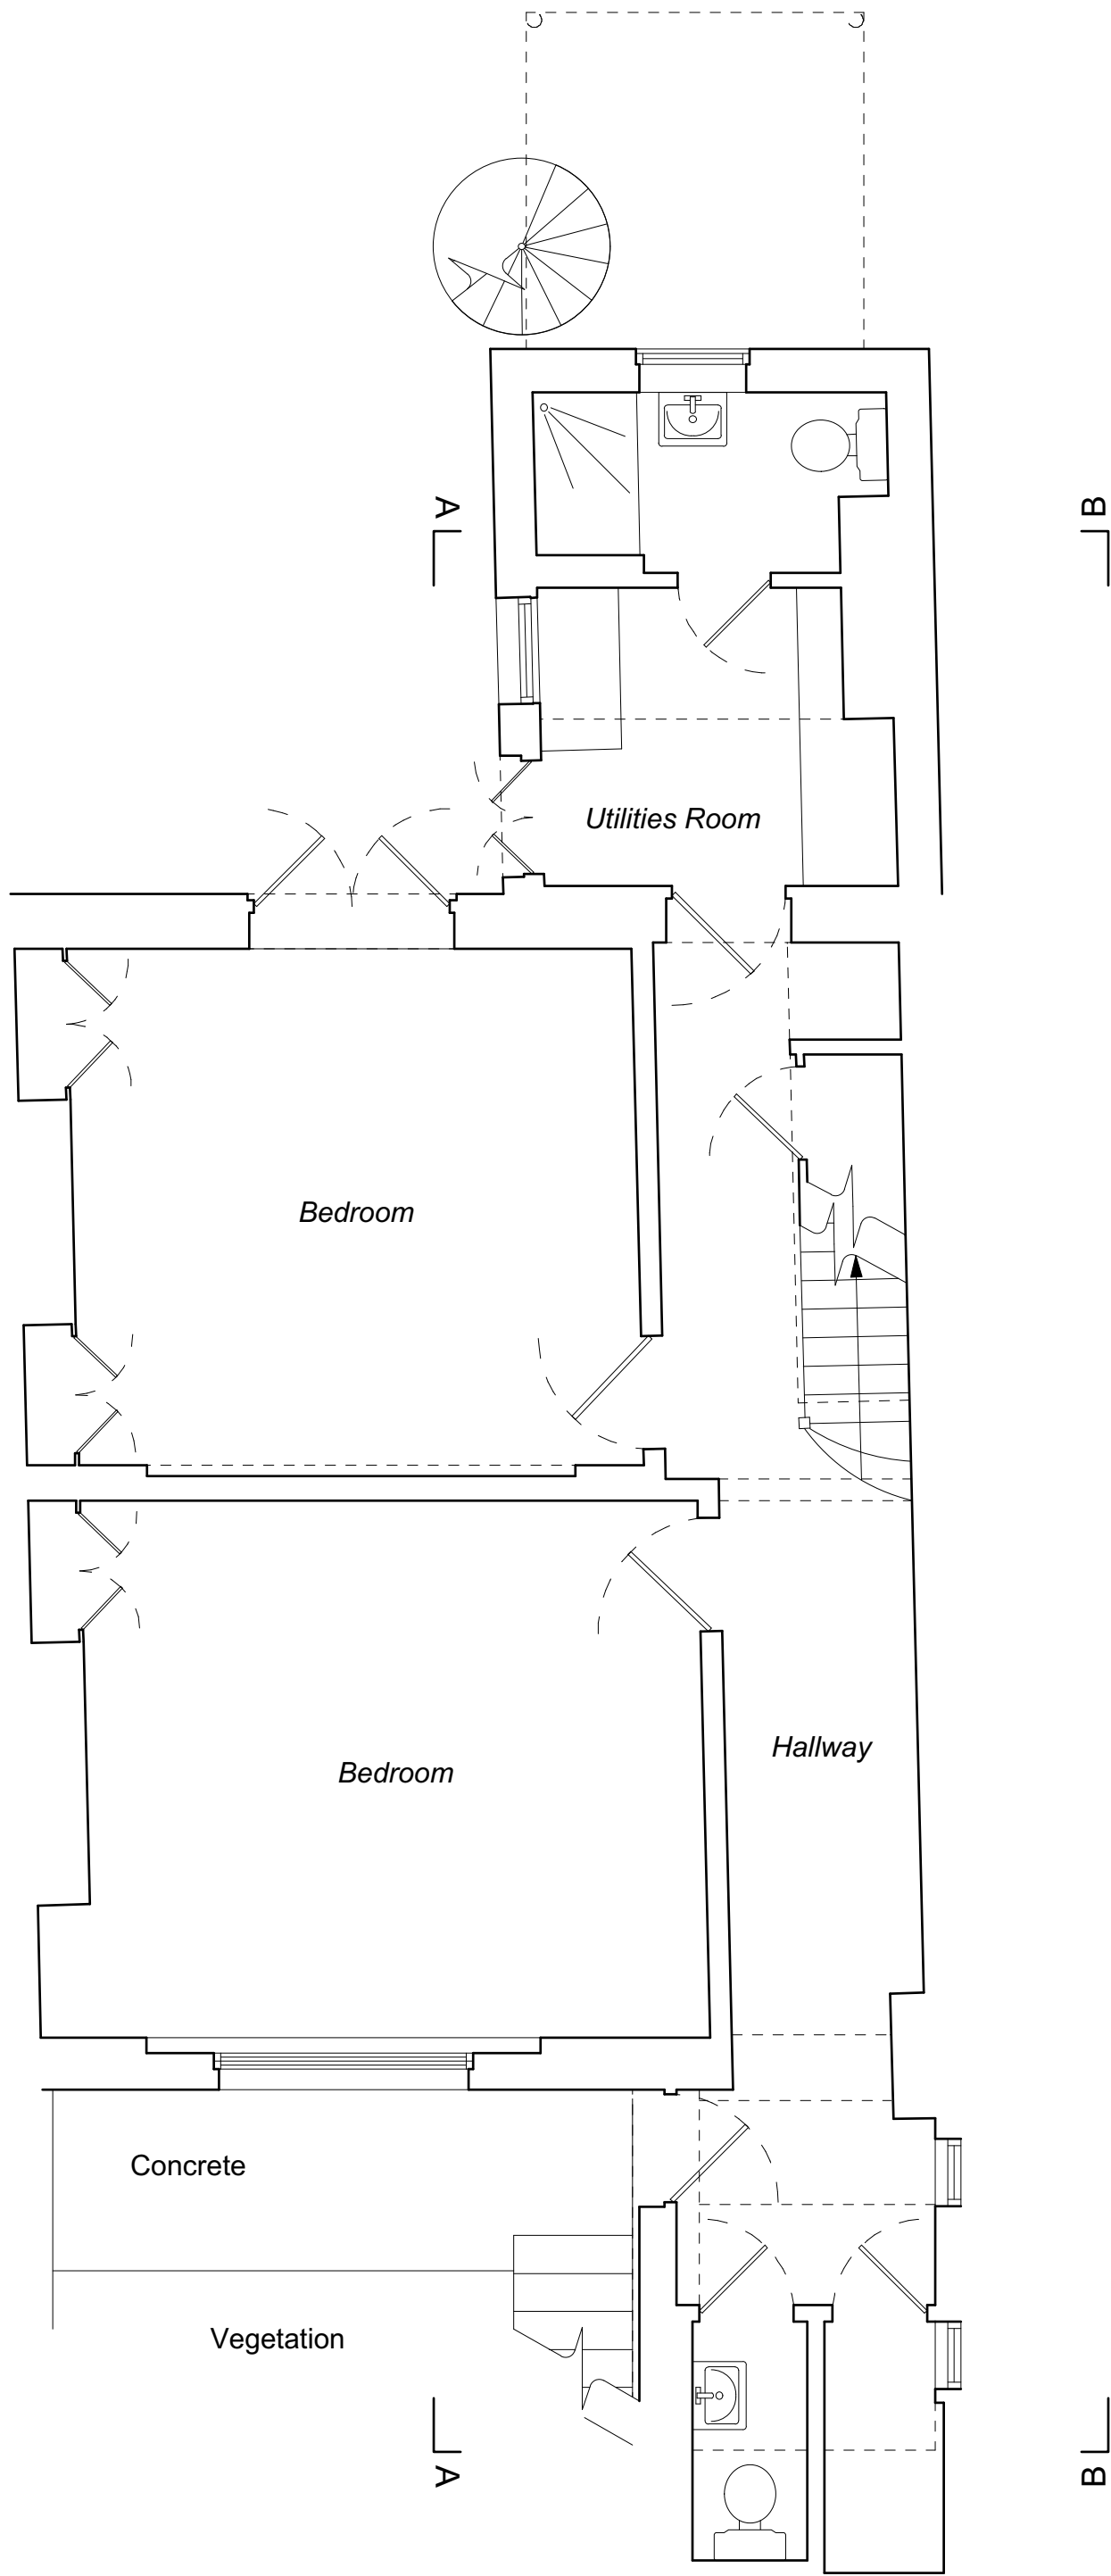 A
B
Utilities Room
Bedroom
Bedroom
Hallway
Concrete
Vegetation
A
B